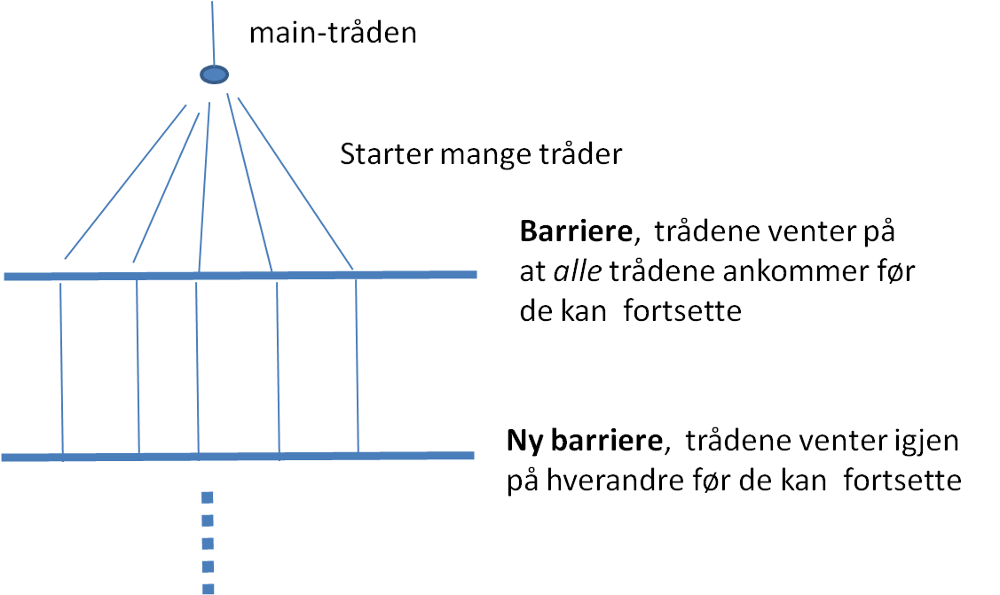 main-tråden
Starter mange tråder
Barriere,  trådene venter på
at alle trådene ankommer før
de kan  fortsette
Ny barriere,  trådene venter igjen
på hverandre før de kan  fortsette